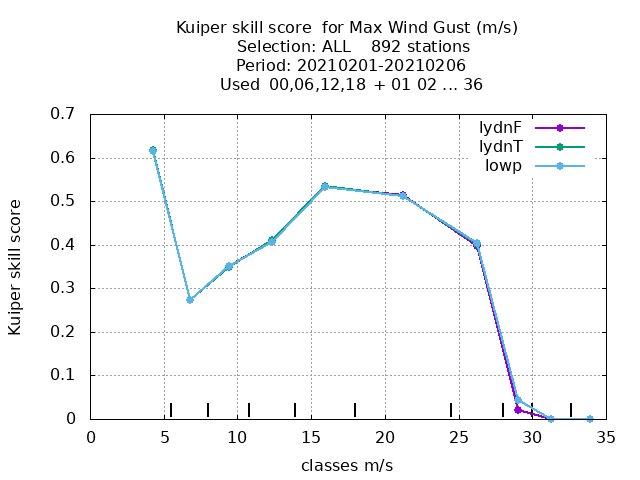 Kuiper skill score  for Max Wind Gust (m/s)
Selection: ALL    892 stations
Period: 20210201-20210206
Used  00,06,12,18  + 01 02 ... 36
lydnF
lydnT
lowp
Kuiper skill score
0.7
0.6
0.5
0.4
0.3
0.2
0.1
0
0 5 10 15 20 25 30 35
classes m/s